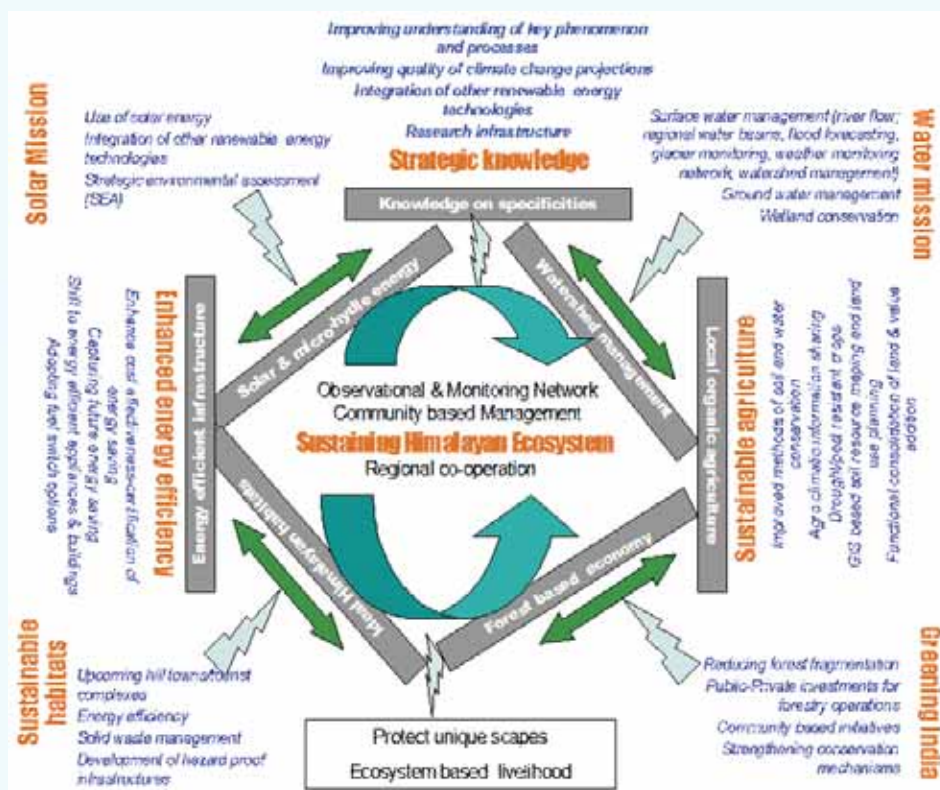 Improving understanding of key phenomenon
and processes
Improving quality of climate change projections
Integration of other renewable energy
technologies
Research infrastructure
Strategic knowledge
Knowledge on specificities
Solar Mission
Use of solar energy
Integration of other renewable energy
technologies
Strategic environmental assessment
(SEA)
Water mission
Surface water management (river flow;
regional water
flood forecasting,
glacier monitoring, weather monitoring
network, watershed management)
Ground water management
Wetland conservation
Solar & micro-hydle energy
Watershed management
Enhanced energy efficiency
Enhance cost effectiveness-certification of
energy saving
Capturing future energy saving
Shift to energy efficient appliances & buildings
Adopting fuel switch options
Energy efficient infrastructure
Observational & Monitoring Network
Community based Management
Sustaining Himalayan Ecosystem
Regional co-operation
Local organic agriculture
Sustainable agriculture
Improved methods of soil and water
conservation
Agro climatic information sharing
resistant crops
GIS based soil resources maping and land
use planning
Functional consolidation of land & value
addition
Ideal Himalayan habitats
Forest based economy
Sustainable
habitats
Upcoming hill towns/tourist
complexes
Energy efficiency
Solid waste management
Development of hazard proof
infrastructures
Protect unique scapes
Ecosystem based livelihood
Greening India
Reducing forest fragmentation
Public-Private investments for
forestry operations
Community based initiatives
Strengthening conservation
mechanisms